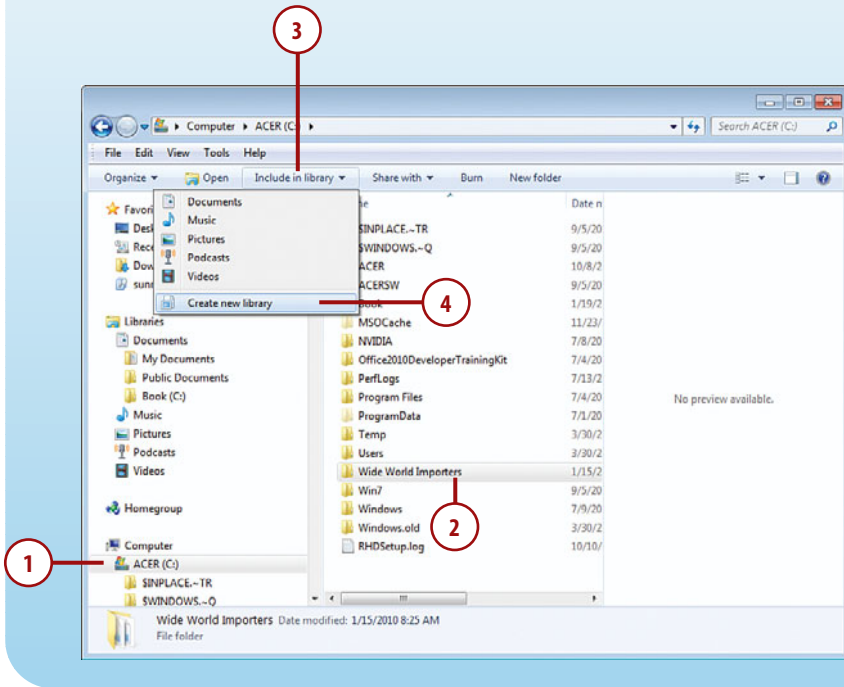 3
Computer ▸ ACER (C:) ▸
Search ACER (C:)
File Edit View Tools Help
Organize Open Include in library Share with Burn New folder
Documents
Music
Pictures
Podcasts
Videos
Create new library
4
Favori
Desk
Rece
Dow
sun
Libraries
Documents
My Documents
Public Documents
Book (C:)
Music
Pictures
Podcasts
Videos
Homegroup
Computer
1
ACER (C:)
$INPLACE.~TR
$WINDOWS.~Q
Date n
$INPLACE.~TR 9/5/20
$WINDOWS.~Q 9/5/20
ACER 10/8/2
ACERSW 9/5/20
Book 1/19/2
MSOCache 11/23/
NVIDIA 7/8/20
Office2010DeveloperTrainingKit 7/4/20
PerfLogs 7/13/2
Program Files 7/4/20
ProgramData 7/1/20
Temp 3/30/2
Users 3/30/2
Wide World Importers 1/15/2
Win7 9/5/20
Windows 7/9/20
2
Windows.old 3/30/2
RHDSetup.log 10/10/
No preview available.
Wide World Importers Date modified: 1/15/2010 8:25 AM
File folder